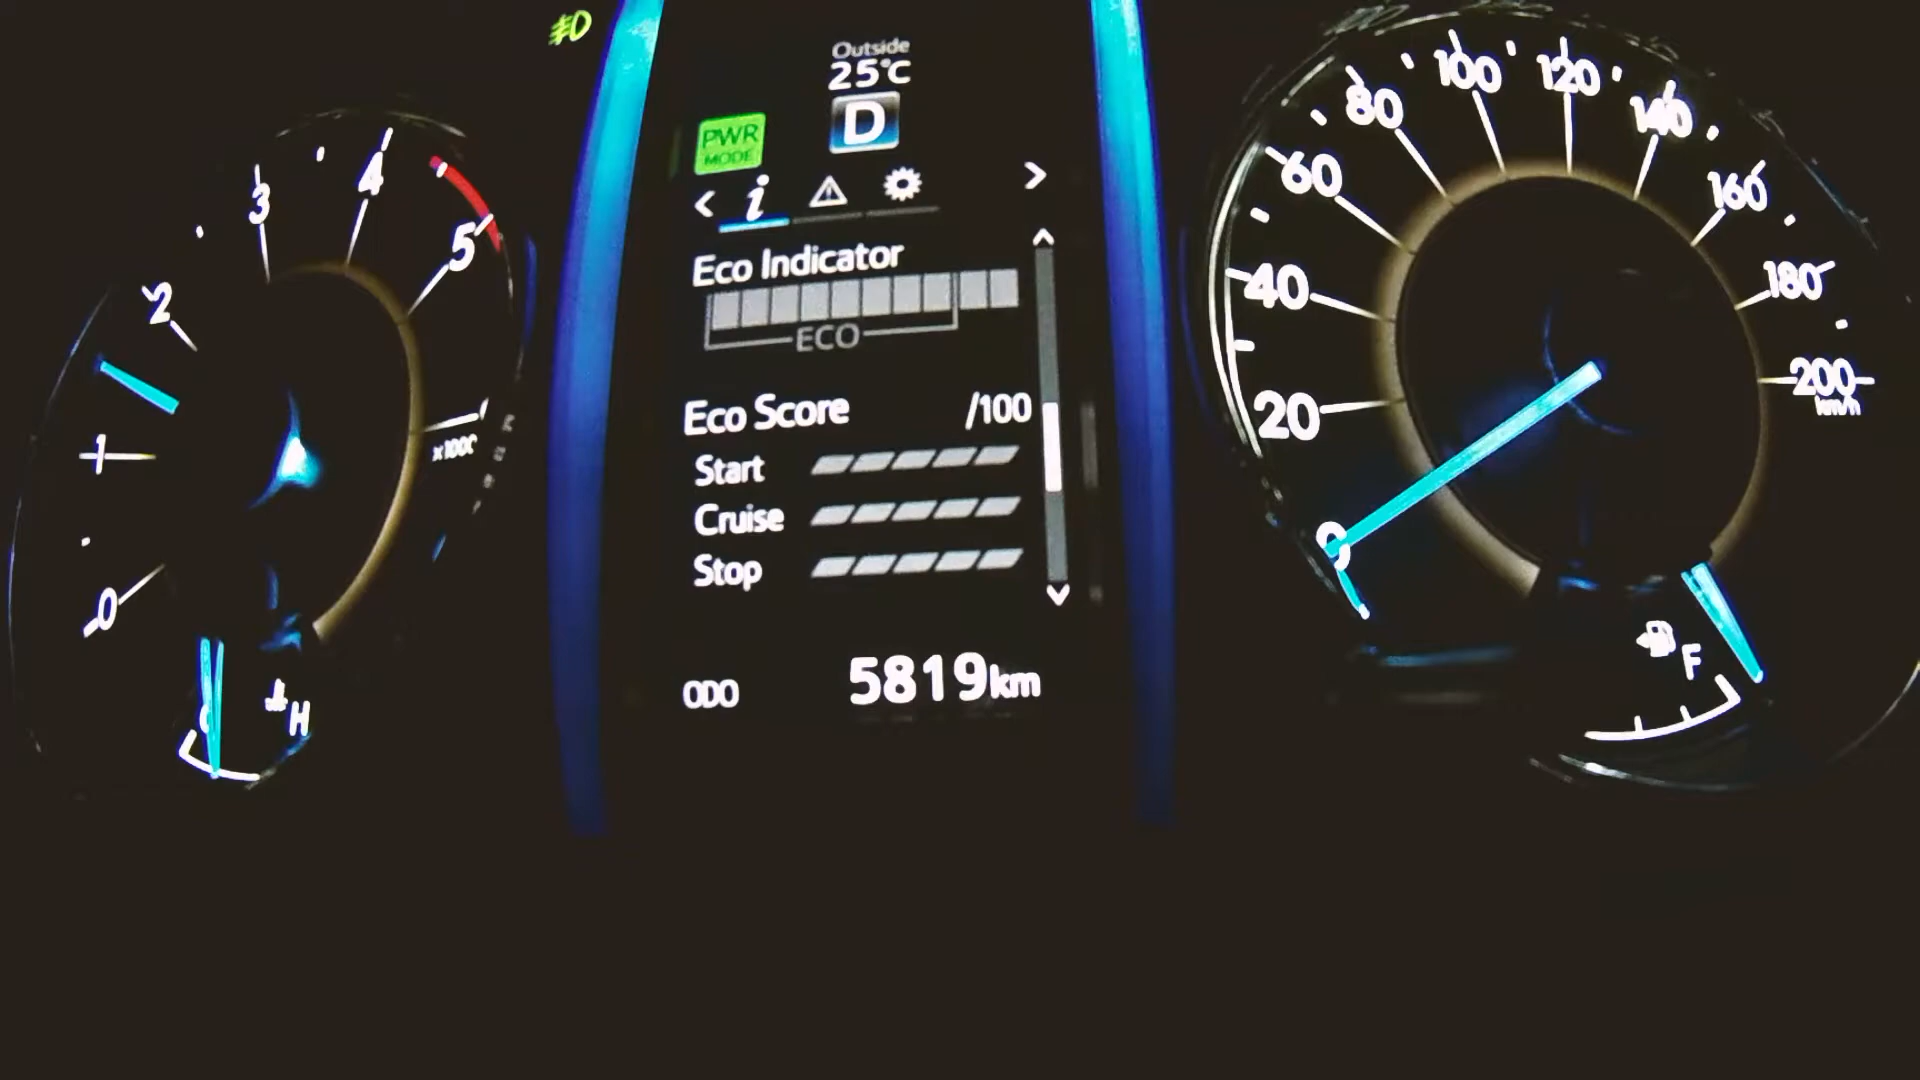 Outside
25°C
D
PWR
MODE
i
Eco Indicator
ECO
Eco Score /100
Start
Cruise
Stop
ODO 5819km
0
1
2
3
4
5
x1000
H
0
20
40
60
80
100
120
140
160
180
200
km/h
F